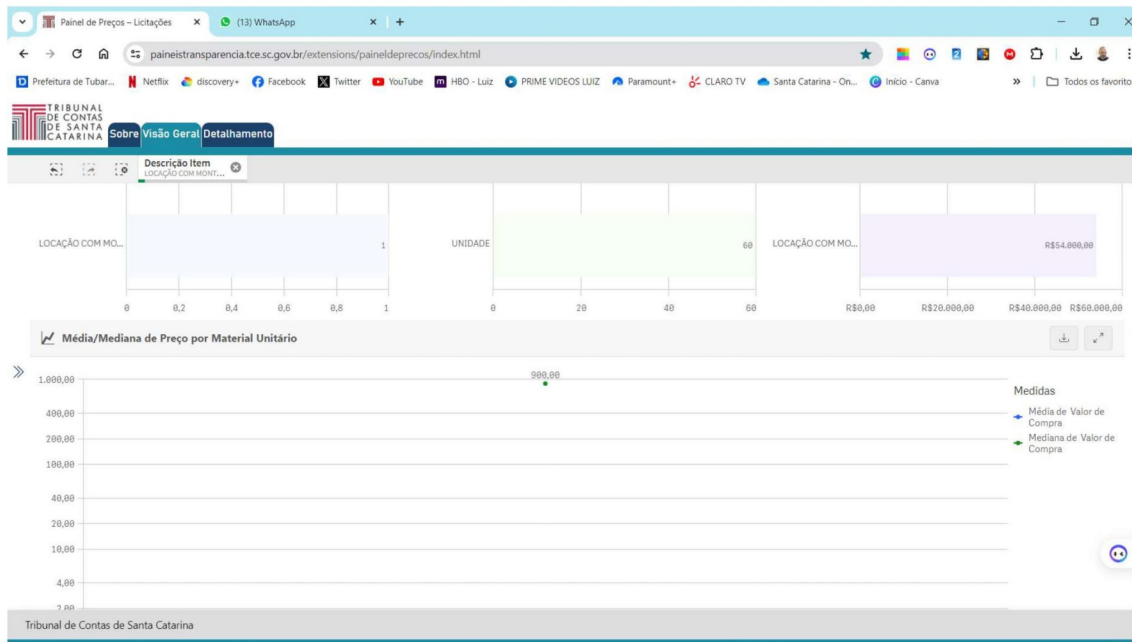 Painel de Preços – Licitações
(13) WhatsApp
paineistransparencia.tce.sc.gov.br/extensions/paineldeprecos/index.html
Prefeitura de Tubar...
Netflix
discovery+
Facebook
Twitter
YouTube
HBO - Luiz
PRIME VIDEOS LUIZ
Paramount+
CLARO TV
Santa Catarina - On...
Início - Canva
Todos os favorito
TRIBUNAL
DE CONTAS
DE SANTA
CATARINA
Sobre
Visão Geral
Detalhamento
Descrição Item
LOCAÇÃO COM MONT...
LOCAÇÃO COM MO...
1
0 0,2 0,4 0,6 0,8 1
UNIDADE
60
0 20 40 60
LOCAÇÃO COM MO...
R$54.000,00
R$0,00 R$20.000,00 R$40.000,00 R$60.000,00
Média/Mediana de Preço por Material Unitário
900,00
1.000,00
400,00
200,00
100,00
40,00
20,00
10,00
4,00
2,00
Medidas
Média de Valor de
Compra
Mediana de Valor de
Compra
Tribunal de Contas de Santa Catarina